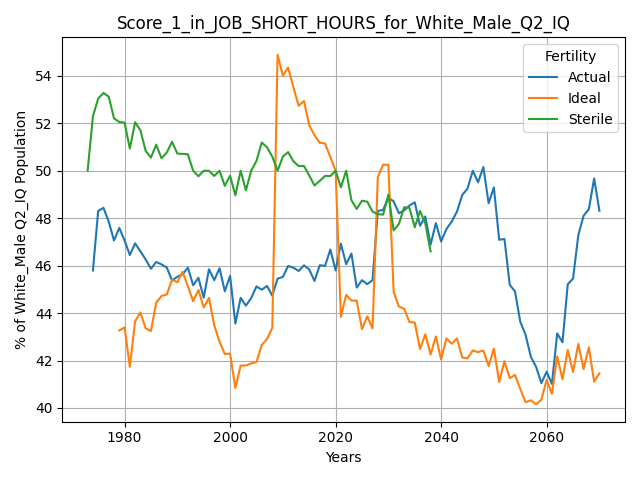 Score_1_in_JOB_SHORT_HOURS_for_White_Male_Q2_IQ
% of White_Male Q2_IQ Population
54
52
50
48
46
44
42
40
Fertility
Actual
Ideal
Sterile
1980
2000
2020
2040
2060
Years